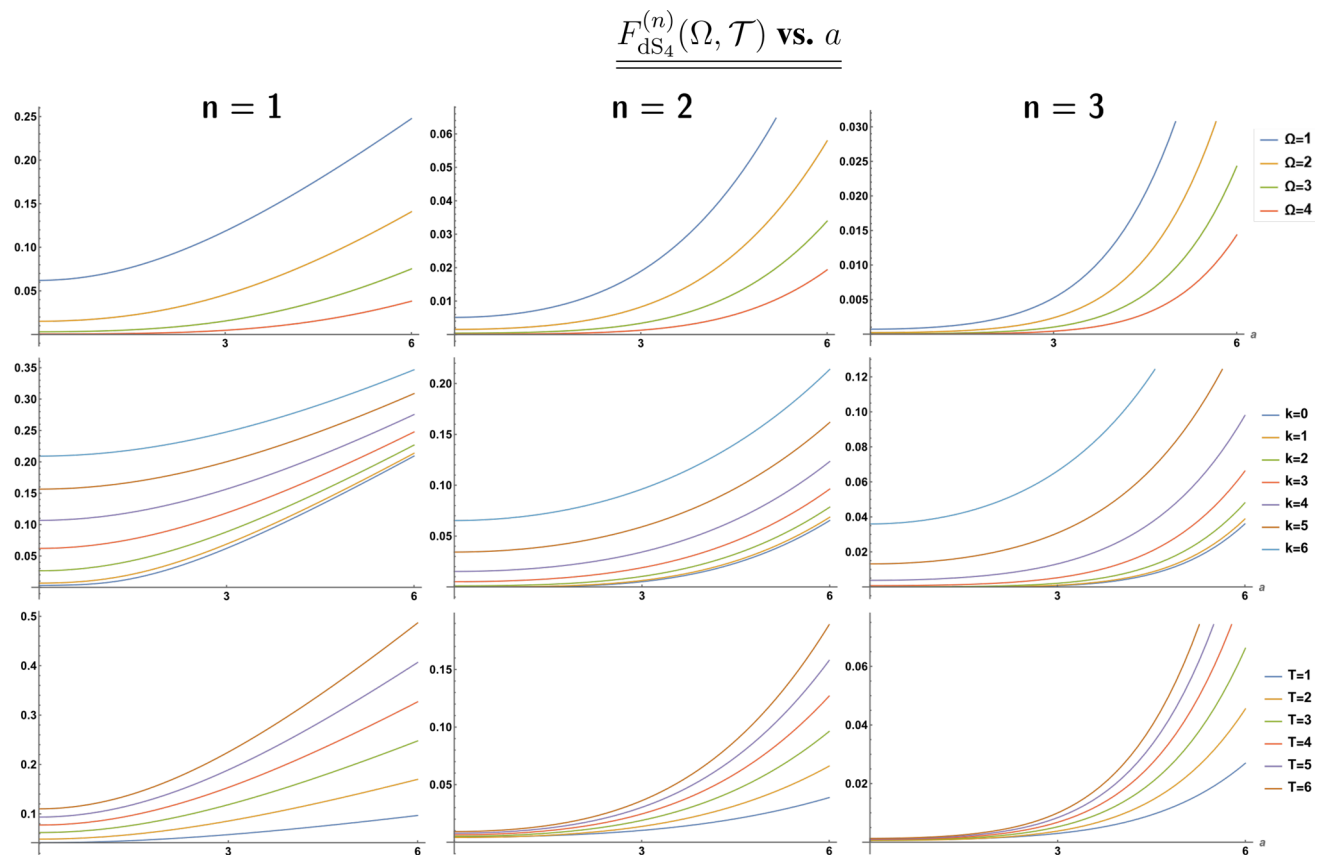 F^{(n)}_{dS_4}(Ω, 𝒯) vs. a
n = 1 n = 2 n = 3
0.25
0.20
0.15
0.10
0.05
3 6
0.06
0.05
0.04
0.03
0.02
0.01
3 6
0.030
0.025
0.020
0.015
0.010
0.005
3 6 a
Ω=1
Ω=2
Ω=3
Ω=4
0.35
0.30
0.25
0.20
0.15
0.10
0.05
3 6
0.20
0.15
0.10
0.05
3 6
0.12
0.10
0.08
0.06
0.04
0.02
3 6 a
k=0
k=1
k=2
k=3
k=4
k=5
k=6
0.5
0.4
0.3
0.2
0.1
3 6
0.15
0.10
0.05
3 6
0.06
0.04
0.02
3 6 a
T=1
T=2
T=3
T=4
T=5
T=6